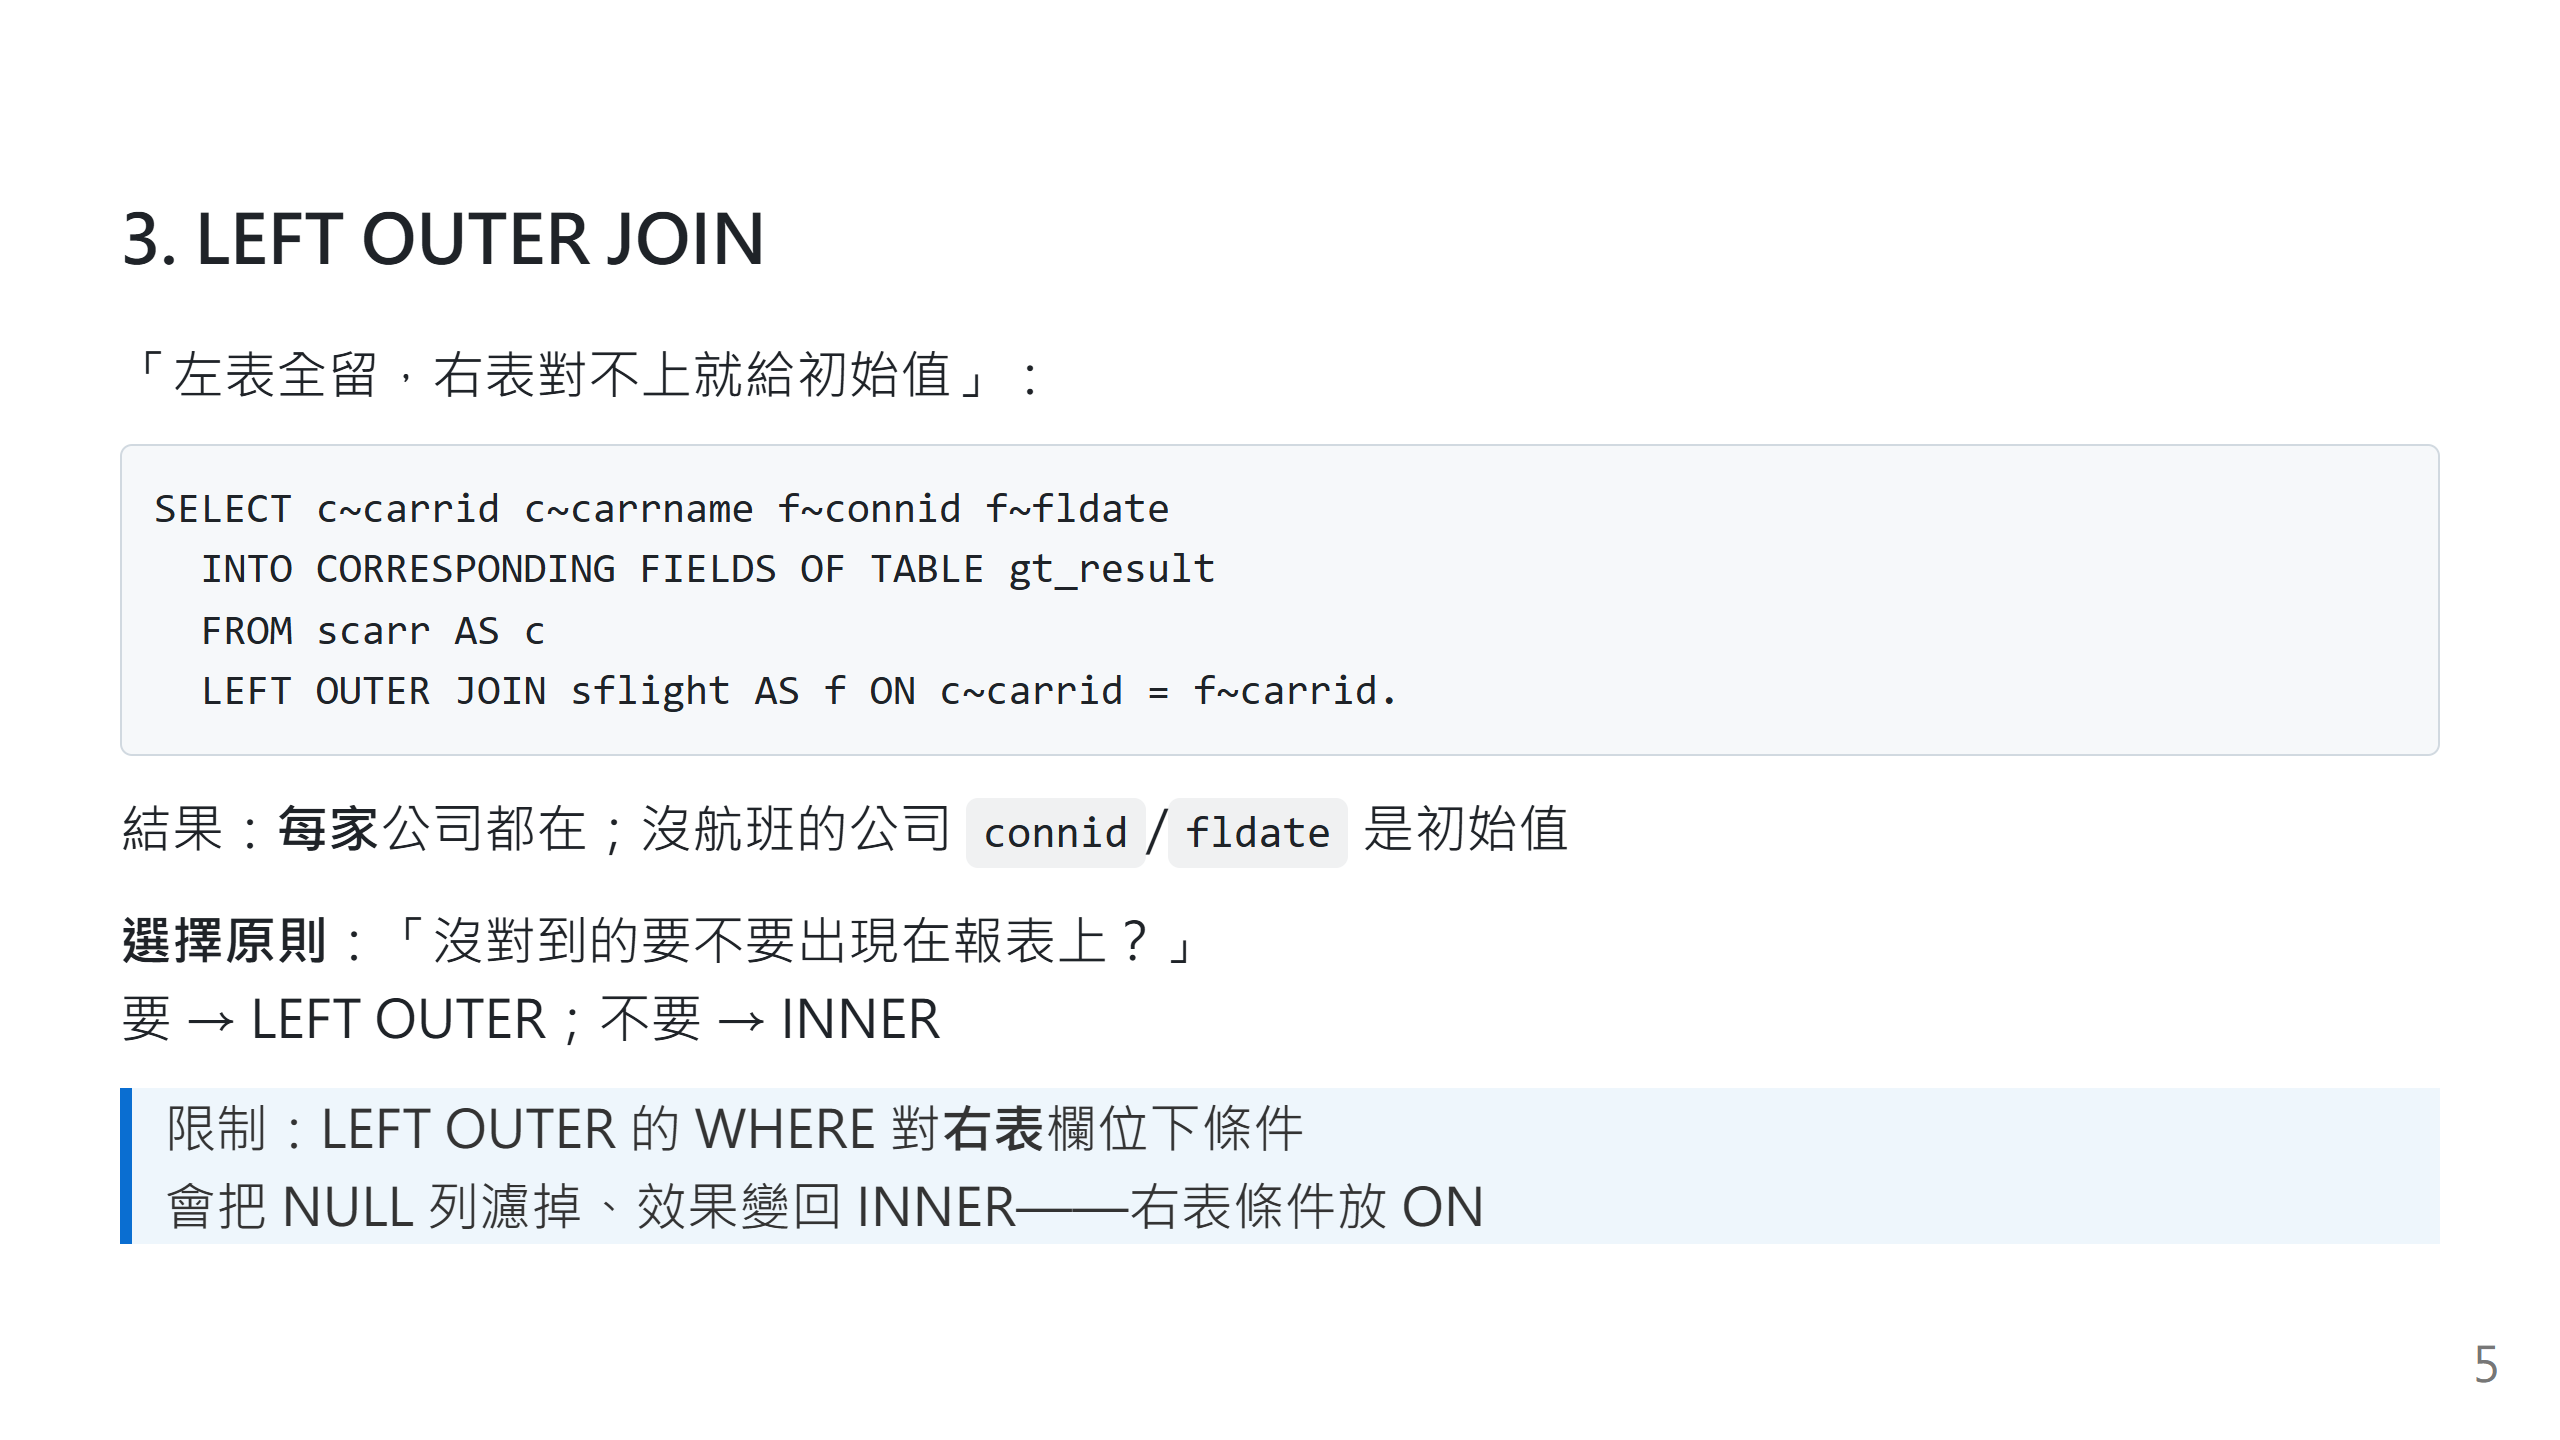 3. LEFT OUTER JOIN
「左表全留，右表對不上就給初始值」：
SELECT c~carrid c~carrname f~connid f~fldate
  INTO CORRESPONDING FIELDS OF TABLE gt_result
  FROM scarr AS c
  LEFT OUTER JOIN sflight AS f ON c~carrid = f~carrid.
結果：每家公司都在；沒航班的公司 connid/fldate 是初始值
選擇原則：「沒對到的要不要出現在報表上？」
要 → LEFT OUTER；不要 → INNER
限制：LEFT OUTER 的 WHERE 對右表欄位下條件
會把 NULL 列濾掉、效果變回 INNER——右表條件放 ON
5